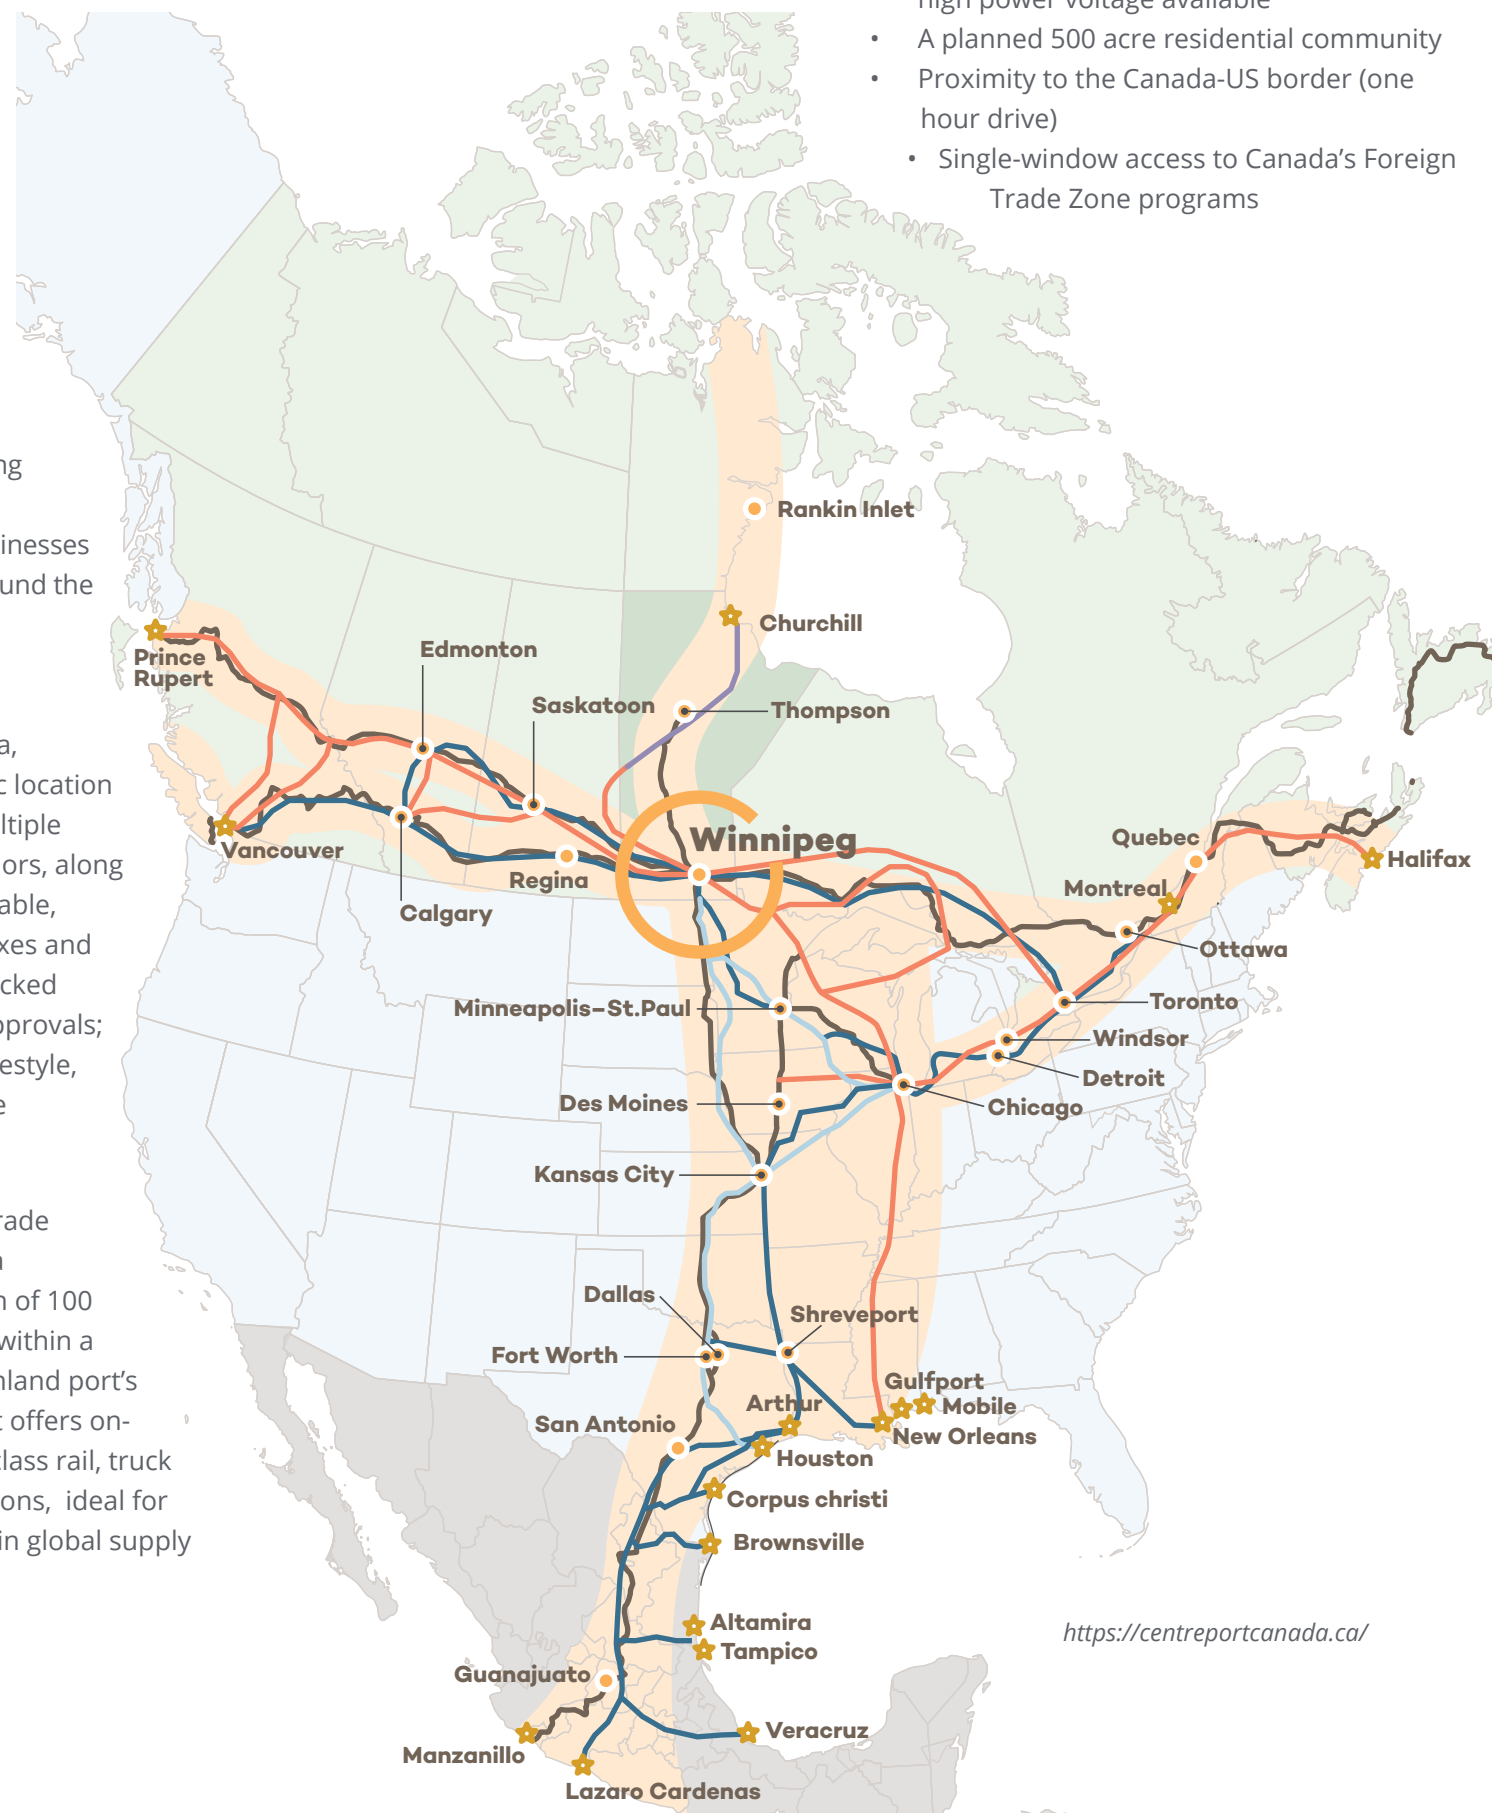 high power voltage available
• A planned 500 acre residential community
• Proximity to the Canada-US border (one
hour drive)
• Single-window access to Canada’s Foreign
Trade Zone programs
ng
inesses
und the
a,
c location
ltiple
ors, along
able,
xes and
cked
pprovals;
estyle,
e
rade
n of 100
within a
nland port’s
t offers on-
class rail, truck
ons, ideal for
in global supply
Rankin Inlet
Churchill
Prince
Rupert
Edmonton
Saskatoon
Thompson
Winnipeg
Vancouver
Regina
Calgary
Quebec
Halifax
Montreal
Ottawa
Toronto
Minneapolis–St.Paul
Windsor
Detroit
Des Moines
Chicago
Kansas City
Dallas
Shreveport
Fort Worth
Gulfport
Arthur
Mobile
San Antonio
New Orleans
Houston
Corpus christi
Brownsville
Altamira
Tampico
Guanajuato
Veracruz
Manzanillo
Lazaro Cardenas
https://centreportcanada.ca/